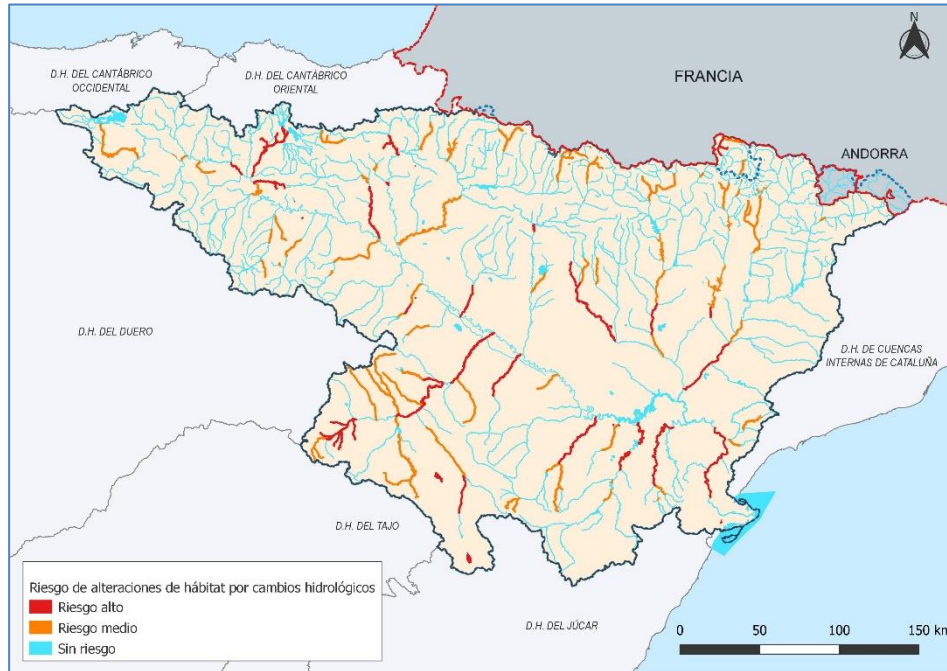 N
D.H. DEL CANTÁBRICO
OCCIDENTAL
D.H. DEL CANTÁBRICO
ORIENTAL
FRANCIA
ANDORRA
D.H. DEL DUERO
D.H. DE CUENCAS
INTERNAS DE CATALUÑA
D.H. DEL TAJO
D.H. DEL JÚCAR
Riesgo de alteraciones de hábitat por cambios hidrológicos
Riesgo alto
Riesgo medio
Sin riesgo
0 50 100 150 km